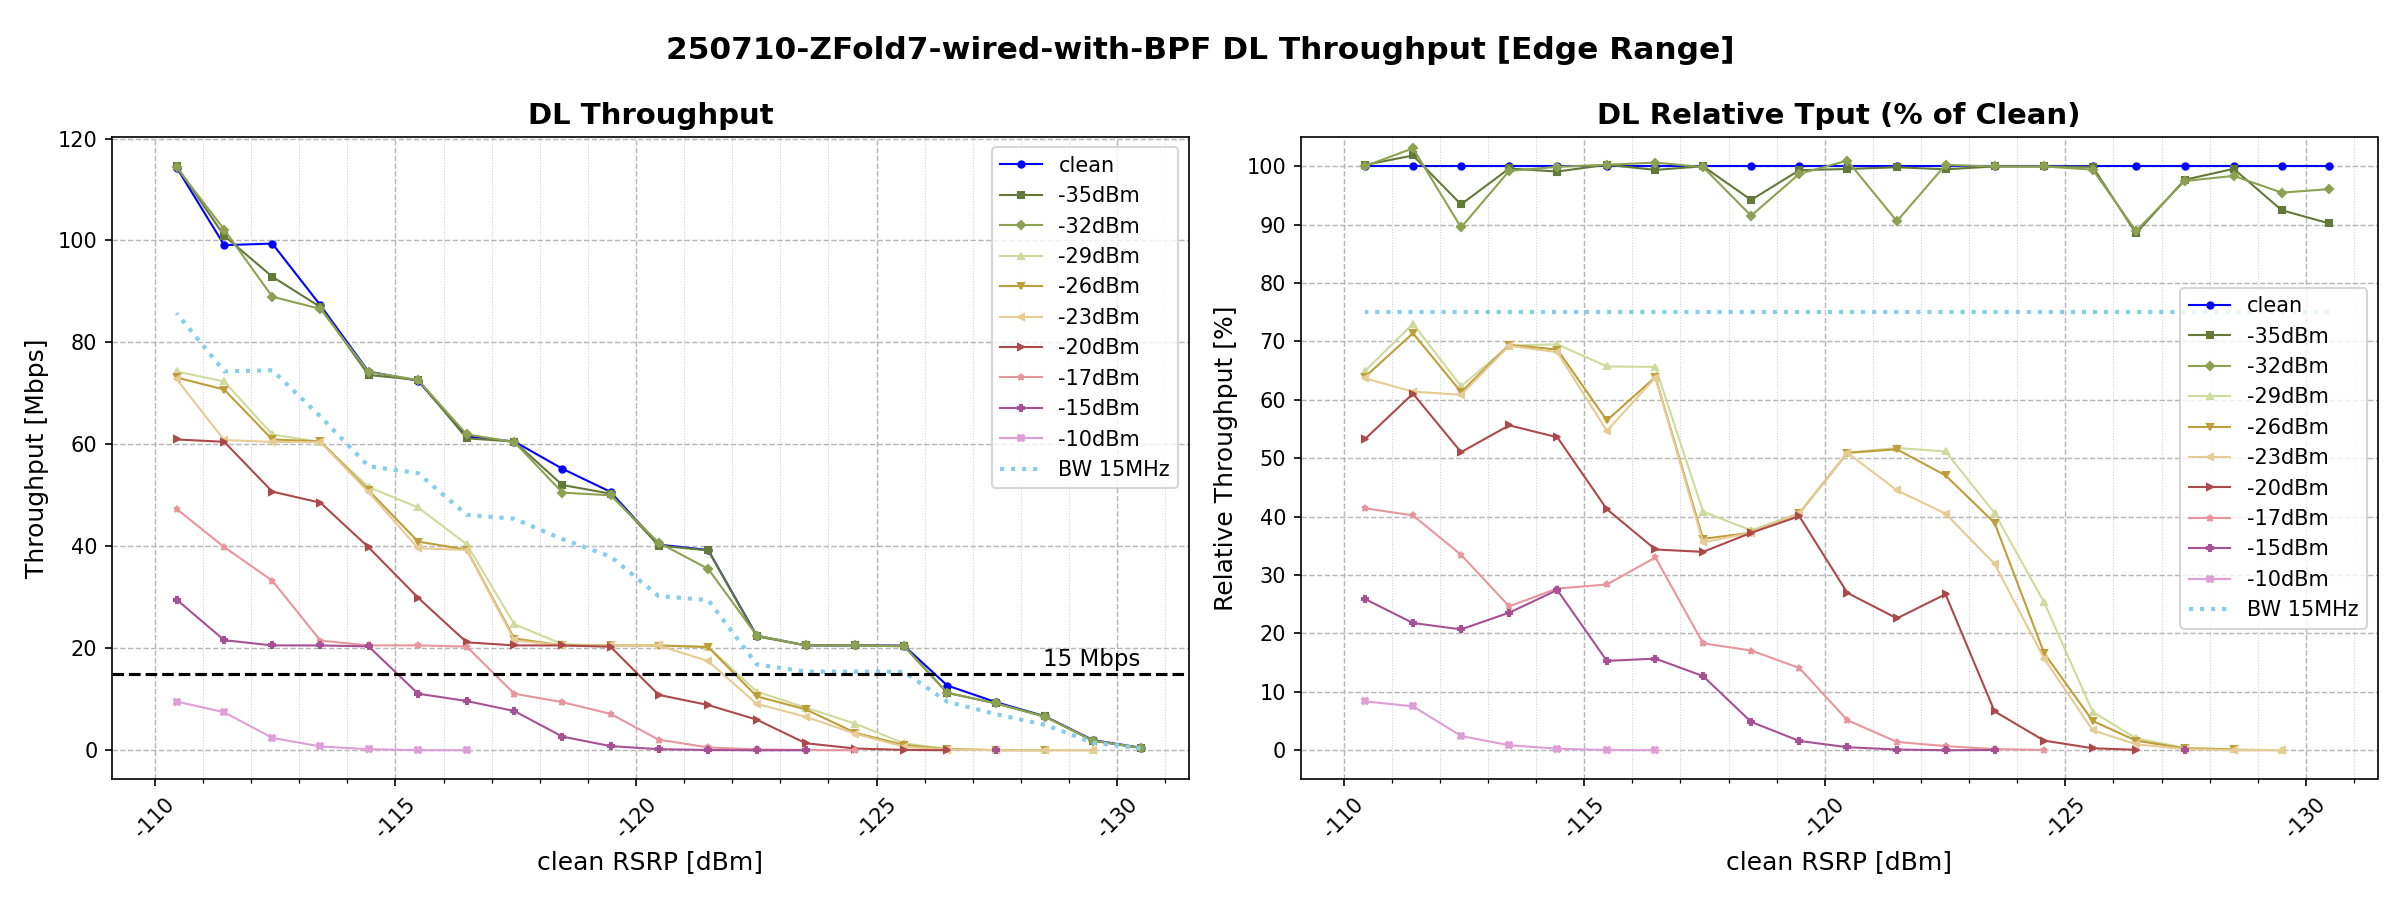 250710-ZFold7-wired-with-BPF DL Throughput [Edge Range]
DL Throughput
Throughput [Mbps]
120
100
80
60
40
20
0
15 Mbps
clean
-35dBm
-32dBm
-29dBm
-26dBm
-23dBm
-20dBm
-17dBm
-15dBm
-10dBm
BW 15MHz
-110
-115
-120
-125
-130
clean RSRP [dBm]
DL Relative Tput (% of Clean)
Relative Throughput [%]
100
90
80
70
60
50
40
30
20
10
0
clean
-35dBm
-32dBm
-29dBm
-26dBm
-23dBm
-20dBm
-17dBm
-15dBm
-10dBm
BW 15MHz
-110
-115
-120
-125
-130
clean RSRP [dBm]